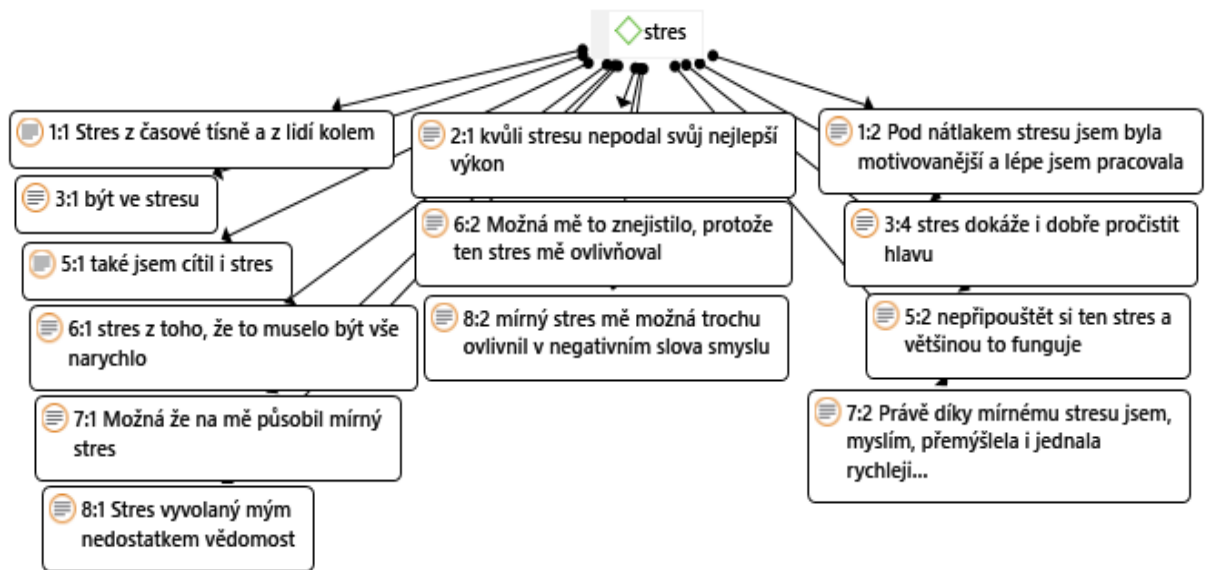 stres
1:1 Stres z časové tísně a z lidí kolem
3:1 být ve stresu
5:1 také jsem cítil i stres
6:1 stres z toho, že to muselo být vše
narychlo
7:1 Možná že na mě působil mírný
stres
8:1 Stres vyvolaný mým
nedostatkem vědomost
2:1 kvůli stresu nepodal svůj nejlepší
výkon
6:2 Možná mě to znejistilo, protože
ten stres mě ovlivňoval
8:2 mírný stres mě možná trochu
ovlivnil v negativním slova smyslu
1:2 Pod nátlakem stresu jsem byla
motivovanější a lépe jsem pracovala
3:4 stres dokáže i dobře pročistit
hlavu
5:2 nepřipouštět si ten stres a
většinou to funguje
7:2 Právě díky mírnému stresu jsem,
myslím, přemýšlela i jednala
rychleji...